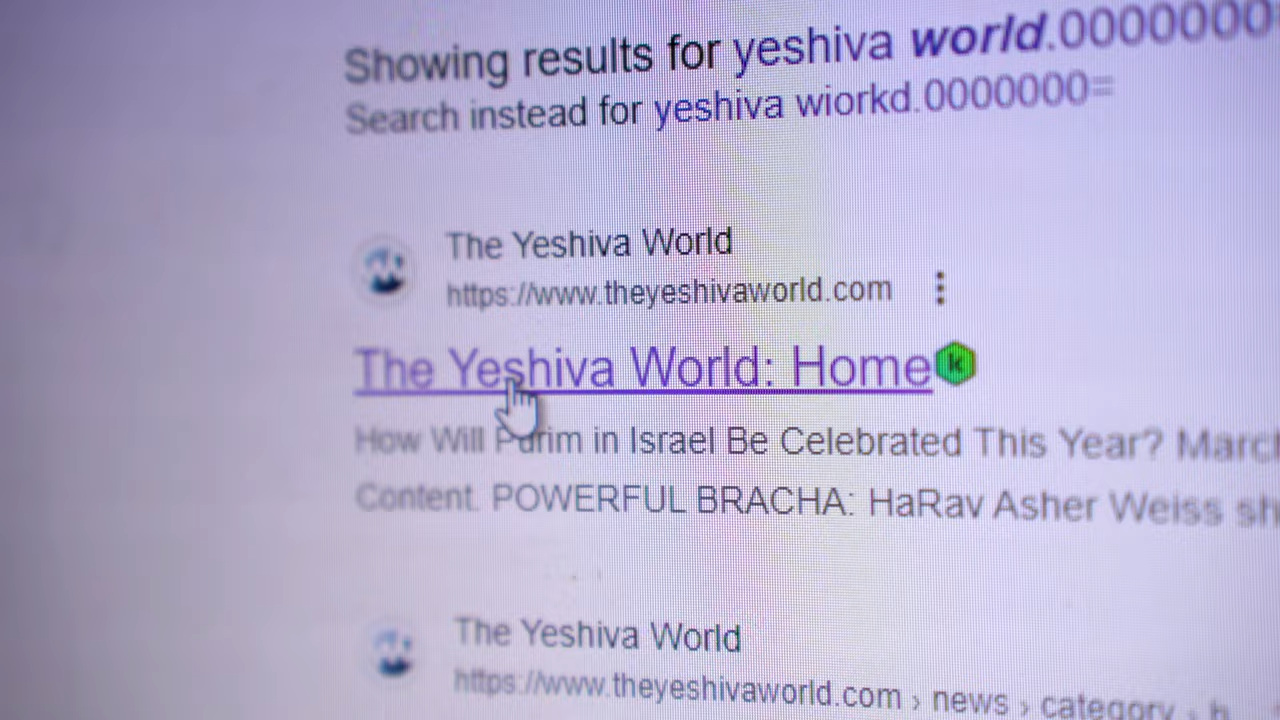 Showing results for yeshiva world.0000000
Search instead for yeshiva wiorkd.0000000=
The Yeshiva World
https://www.theyeshivaworld.com
The Yeshiva World: Home
k
How Will Purim in Israel Be Celebrated This Year? March
Content. POWERFUL BRACHA: HaRav Asher Weiss
The Yeshiva World
https://www.theyeshivaworld.com › news › category ›